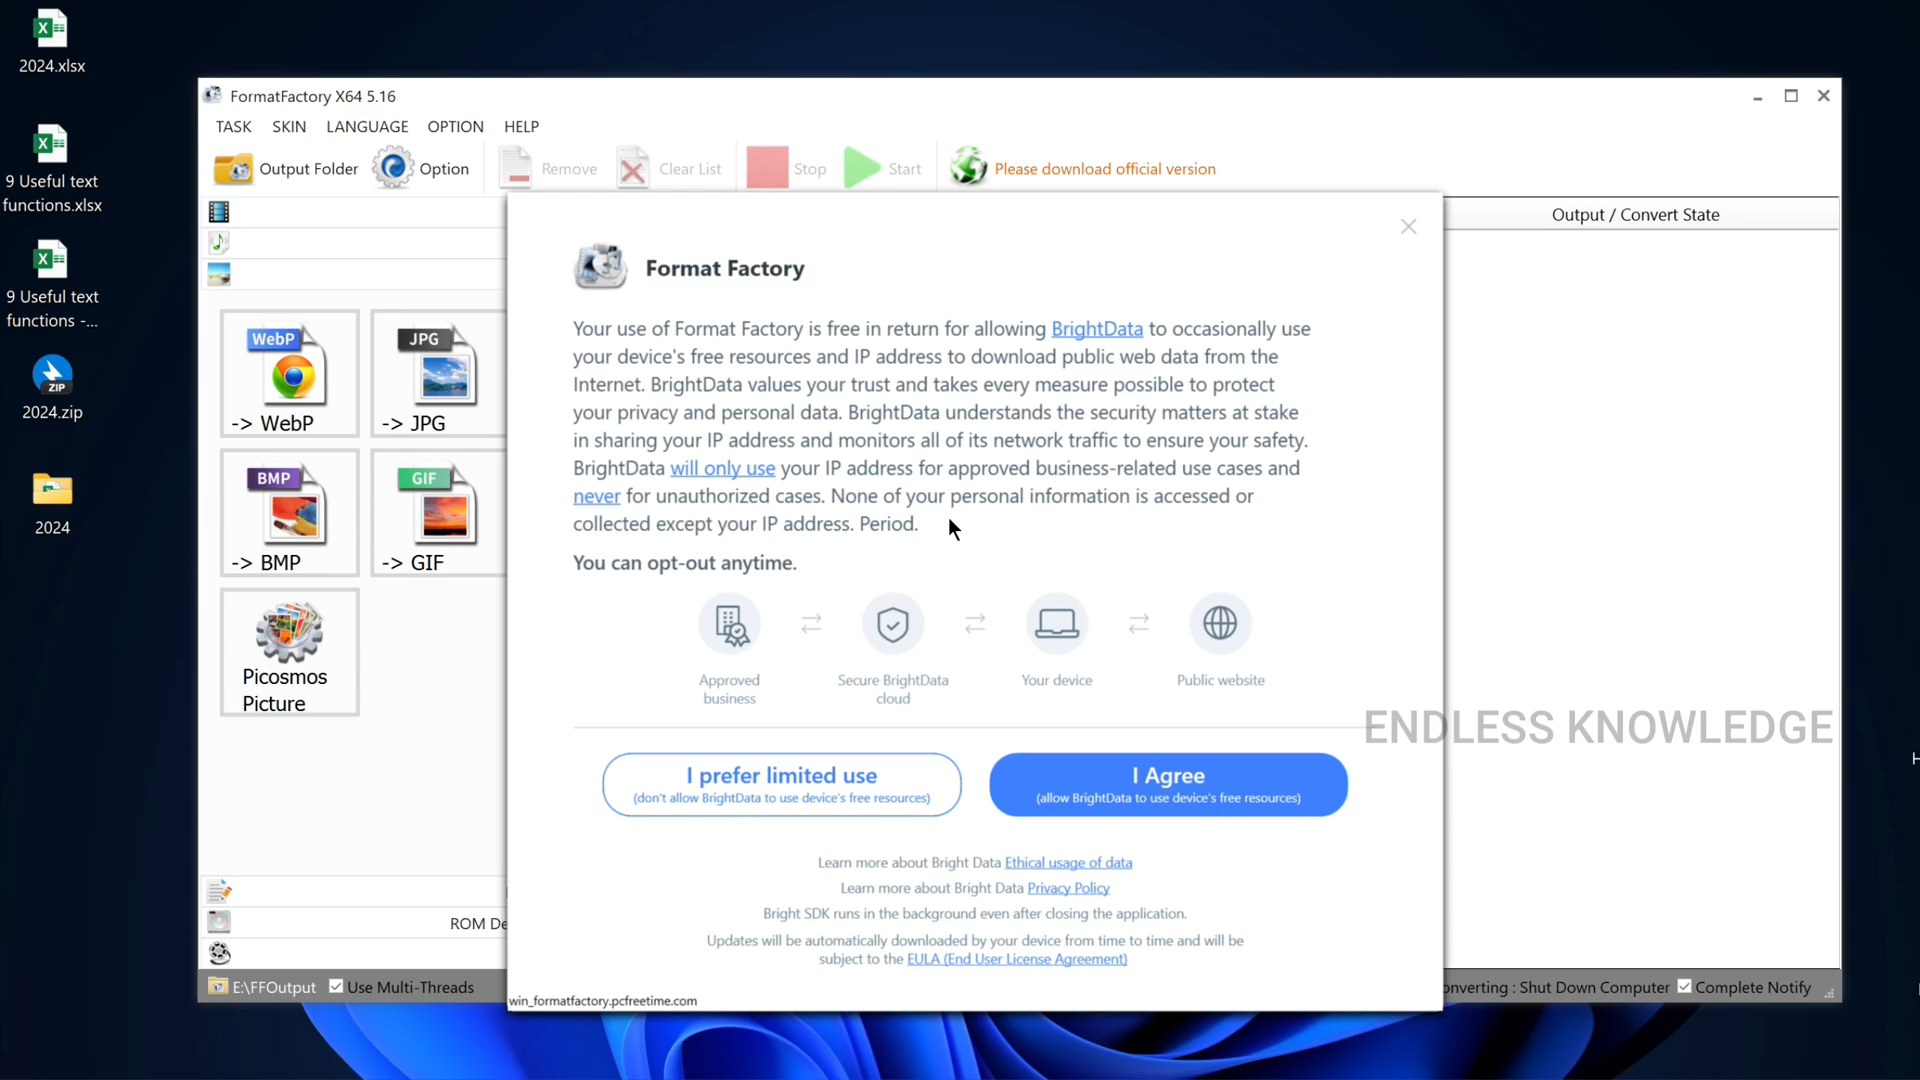 2024.xlsx
9 Useful text
functions.xlsx
9 Useful text
functions -...
ZIP
2024.zip
2024
FormatFactory X64 5.16
TASK SKIN LANGUAGE OPTION HELP
Output Folder Option Remove Clear List Stop Start Please download official version
Output / Convert State
WebP
-> WebP
JPG
-> JPG
BMP
-> BMP
GIF
-> GIF
Picosmos
Picture
ROM De
E:\FFOutput Use Multi-Threads
onverting : Shut Down Computer Complete Notify
Format Factory
Your use of Format Factory is free in return for allowing BrightData to occasionally use
your device's free resources and IP address to download public web data from the
Internet. BrightData values your trust and takes every measure possible to protect
your privacy and personal data. BrightData understands the security matters at stake
in sharing your IP address and monitors all of its network traffic to ensure your safety.
BrightData will only use your IP address for approved business-related use cases and
never for unauthorized cases. None of your personal information is accessed or
collected except your IP address. Period.
You can opt-out anytime.
Approved
business
Secure BrightData
cloud
Your device
Public website
I prefer limited use
(don't allow BrightData to use device's free resources)
I Agree
(allow BrightData to use device's free resources)
Learn more about Bright Data Ethical usage of data
Learn more about Bright Data Privacy Policy
Bright SDK runs in the background even after closing the application.
Updates will be automatically downloaded by your device from time to time and will be
subject to the EULA (End User License Agreement)
win_formatfactory.pcfreetime.com
ENDLESS KNOWLEDGE